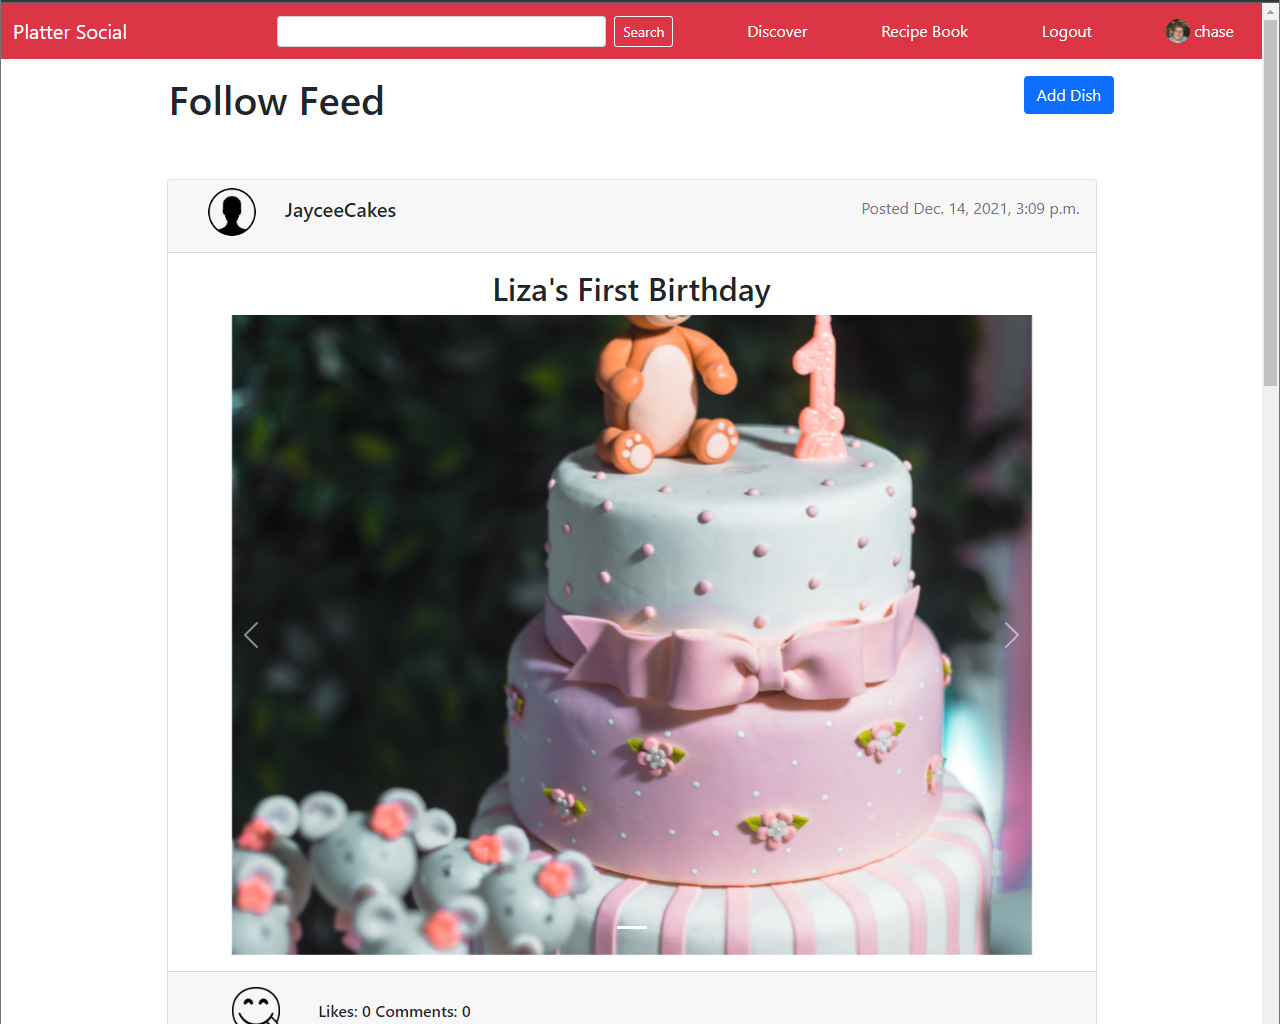 Platter Social
Search
Discover
Recipe Book
Logout
chase
Follow Feed
Add Dish
JayceeCakes
Posted Dec. 14, 2021, 3:09 p.m.
Liza's First Birthday
1
Likes: 0 Comments: 0